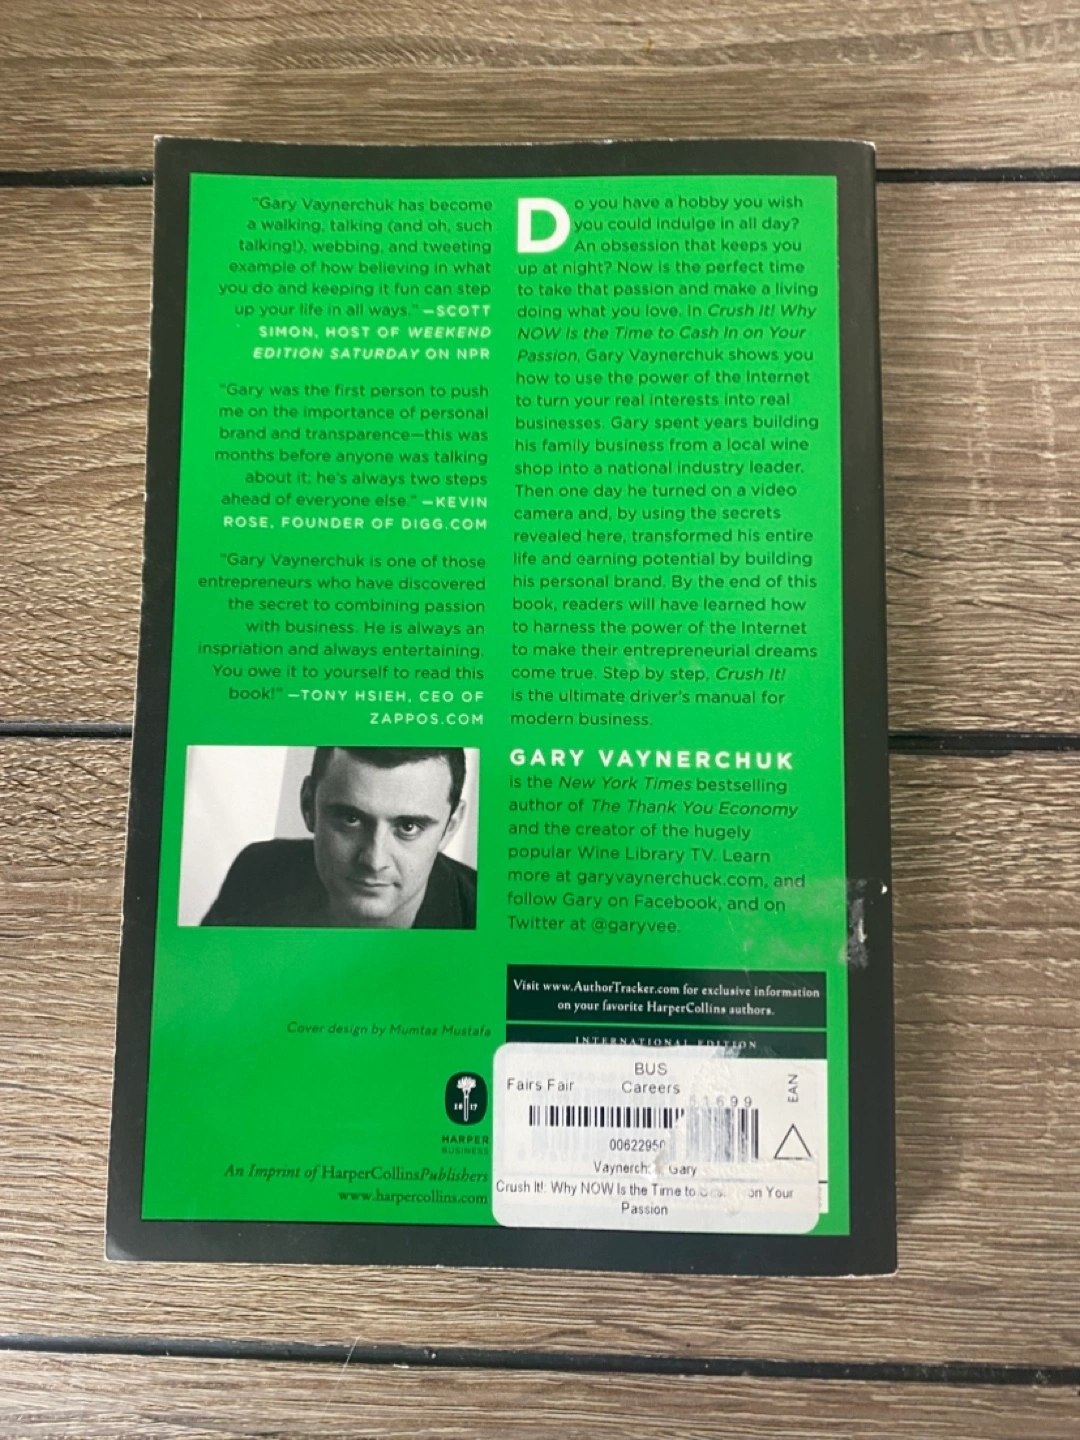 "Gary Vaynerchuk has become
a walking, talking (and oh, such
talking!), webbing, and tweeting
example of how believing in what
you do and keeping it fun can step
up your life in all ways." —SCOTT
SIMON, HOST OF WEEKEND
EDITION SATURDAY ON NPR
"Gary was the first person to push
me on the importance of personal
brand and transparence—this was
months before anyone was talking
about it; he's always two steps
ahead of everyone else." —KEVIN
ROSE, FOUNDER OF DIGG.COM
"Gary Vaynerchuk is one of those
entrepreneurs who have discovered
the secret to combining passion
with business. He is always an
inspriation and always entertaining.
You owe it to yourself to read this
book!" —TONY HSIEH, CEO OF
ZAPPOS.COM
Cover design by Mumtaz Mustafa
18 17
HARPER
BUSINESS
An Imprint of HarperCollinsPublishers
www.harpercollins.com
Do you have a hobby you wish
you could indulge in all day?
An obsession that keeps you
up at night? Now is the perfect time
to take that passion and make a living
doing what you love. In Crush It! Why
NOW Is the Time to Cash In on Your
Passion, Gary Vaynerchuk shows you
how to use the power of the Internet
to turn your real interests into real
businesses. Gary spent years building
his family business from a local wine
shop into a national industry leader.
Then one day he turned on a video
camera and, by using the secrets
revealed here, transformed his entire
life and earning potential by building
his personal brand. By the end of this
book, readers will have learned how
to harness the power of the Internet
to make their entrepreneurial dreams
come true. Step by step, Crush It!
is the ultimate driver's manual for
modern business.
GARY VAYNERCHUK
is the New York Times bestselling
author of The Thank You Economy
and the creator of the hugely
popular Wine Library TV. Learn
more at garyvaynerchuck.com, and
follow Gary on Facebook, and on
Twitter at @garyvee.
Visit www.AuthorTracker.com for exclusive information
on your favorite HarperCollins authors.
INTERNATIONAL EDITION
BUS
Fairs Fair Careers
51699
EAN
00622950
Gary
Crush It!: Why NOW Is the Time to on Your
Passion